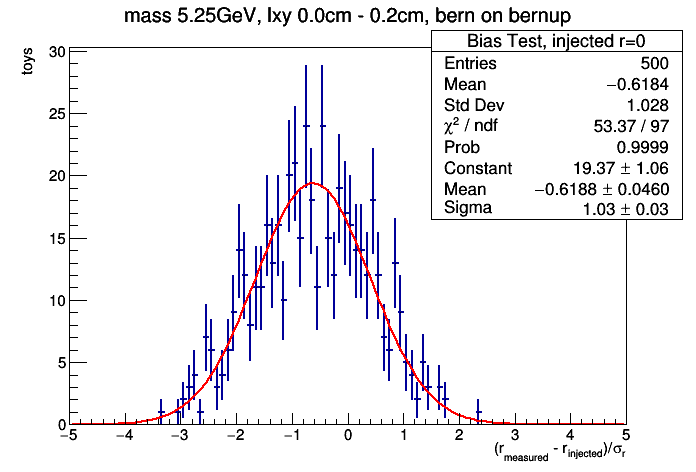 mass 5.25GeV, lxy 0.0cm - 0.2cm, bern on bernup
Bias Test, injected r=0
Entries 500
Mean −0.6184
Std Dev 1.028
χ² / ndf 53.37 / 97
Prob 0.9999
Constant 19.37 ± 1.06
Mean −0.6188 ± 0.0460
Sigma 1.03 ± 0.03
toys
30
25
20
15
10
5
0
−5 −4 −3 −2 −1 0 1 2 3 4 5
(r_measured - r_injected)/σ_r